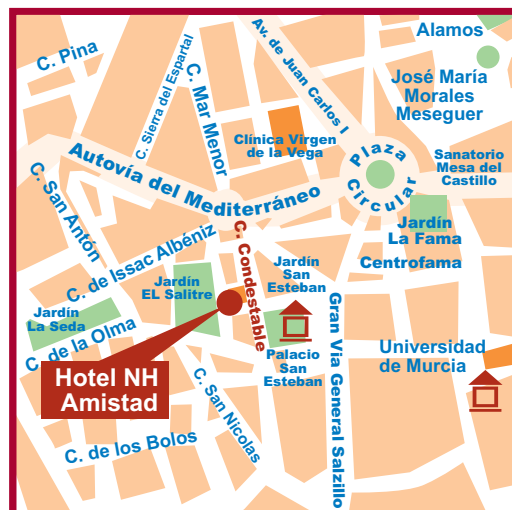 Alamos
C. Pina
Av. de Juan Carlos I
C. Sierra del Espartal
C. Mar Menor
José María
Morales
Meseguer
Clínica Virgen
de la Vega
Plaza
Circular
Sanatorio
Mesa del
Castillo
Autovía del Mediterráneo
C. San Antón
C. de Issac Albéniz
C. Condestable
Jardín
La Fama
Centrofama
Jardín
EL Salitre
Jardín
San
Esteban
Jardín
La Seda
C. de la Olma
Gran Via General Salzillo
Palacio
San
Esteban
Universidad
de Murcia
Hotel NH
Amistad
C. San Nicolas
C. de los Bolos